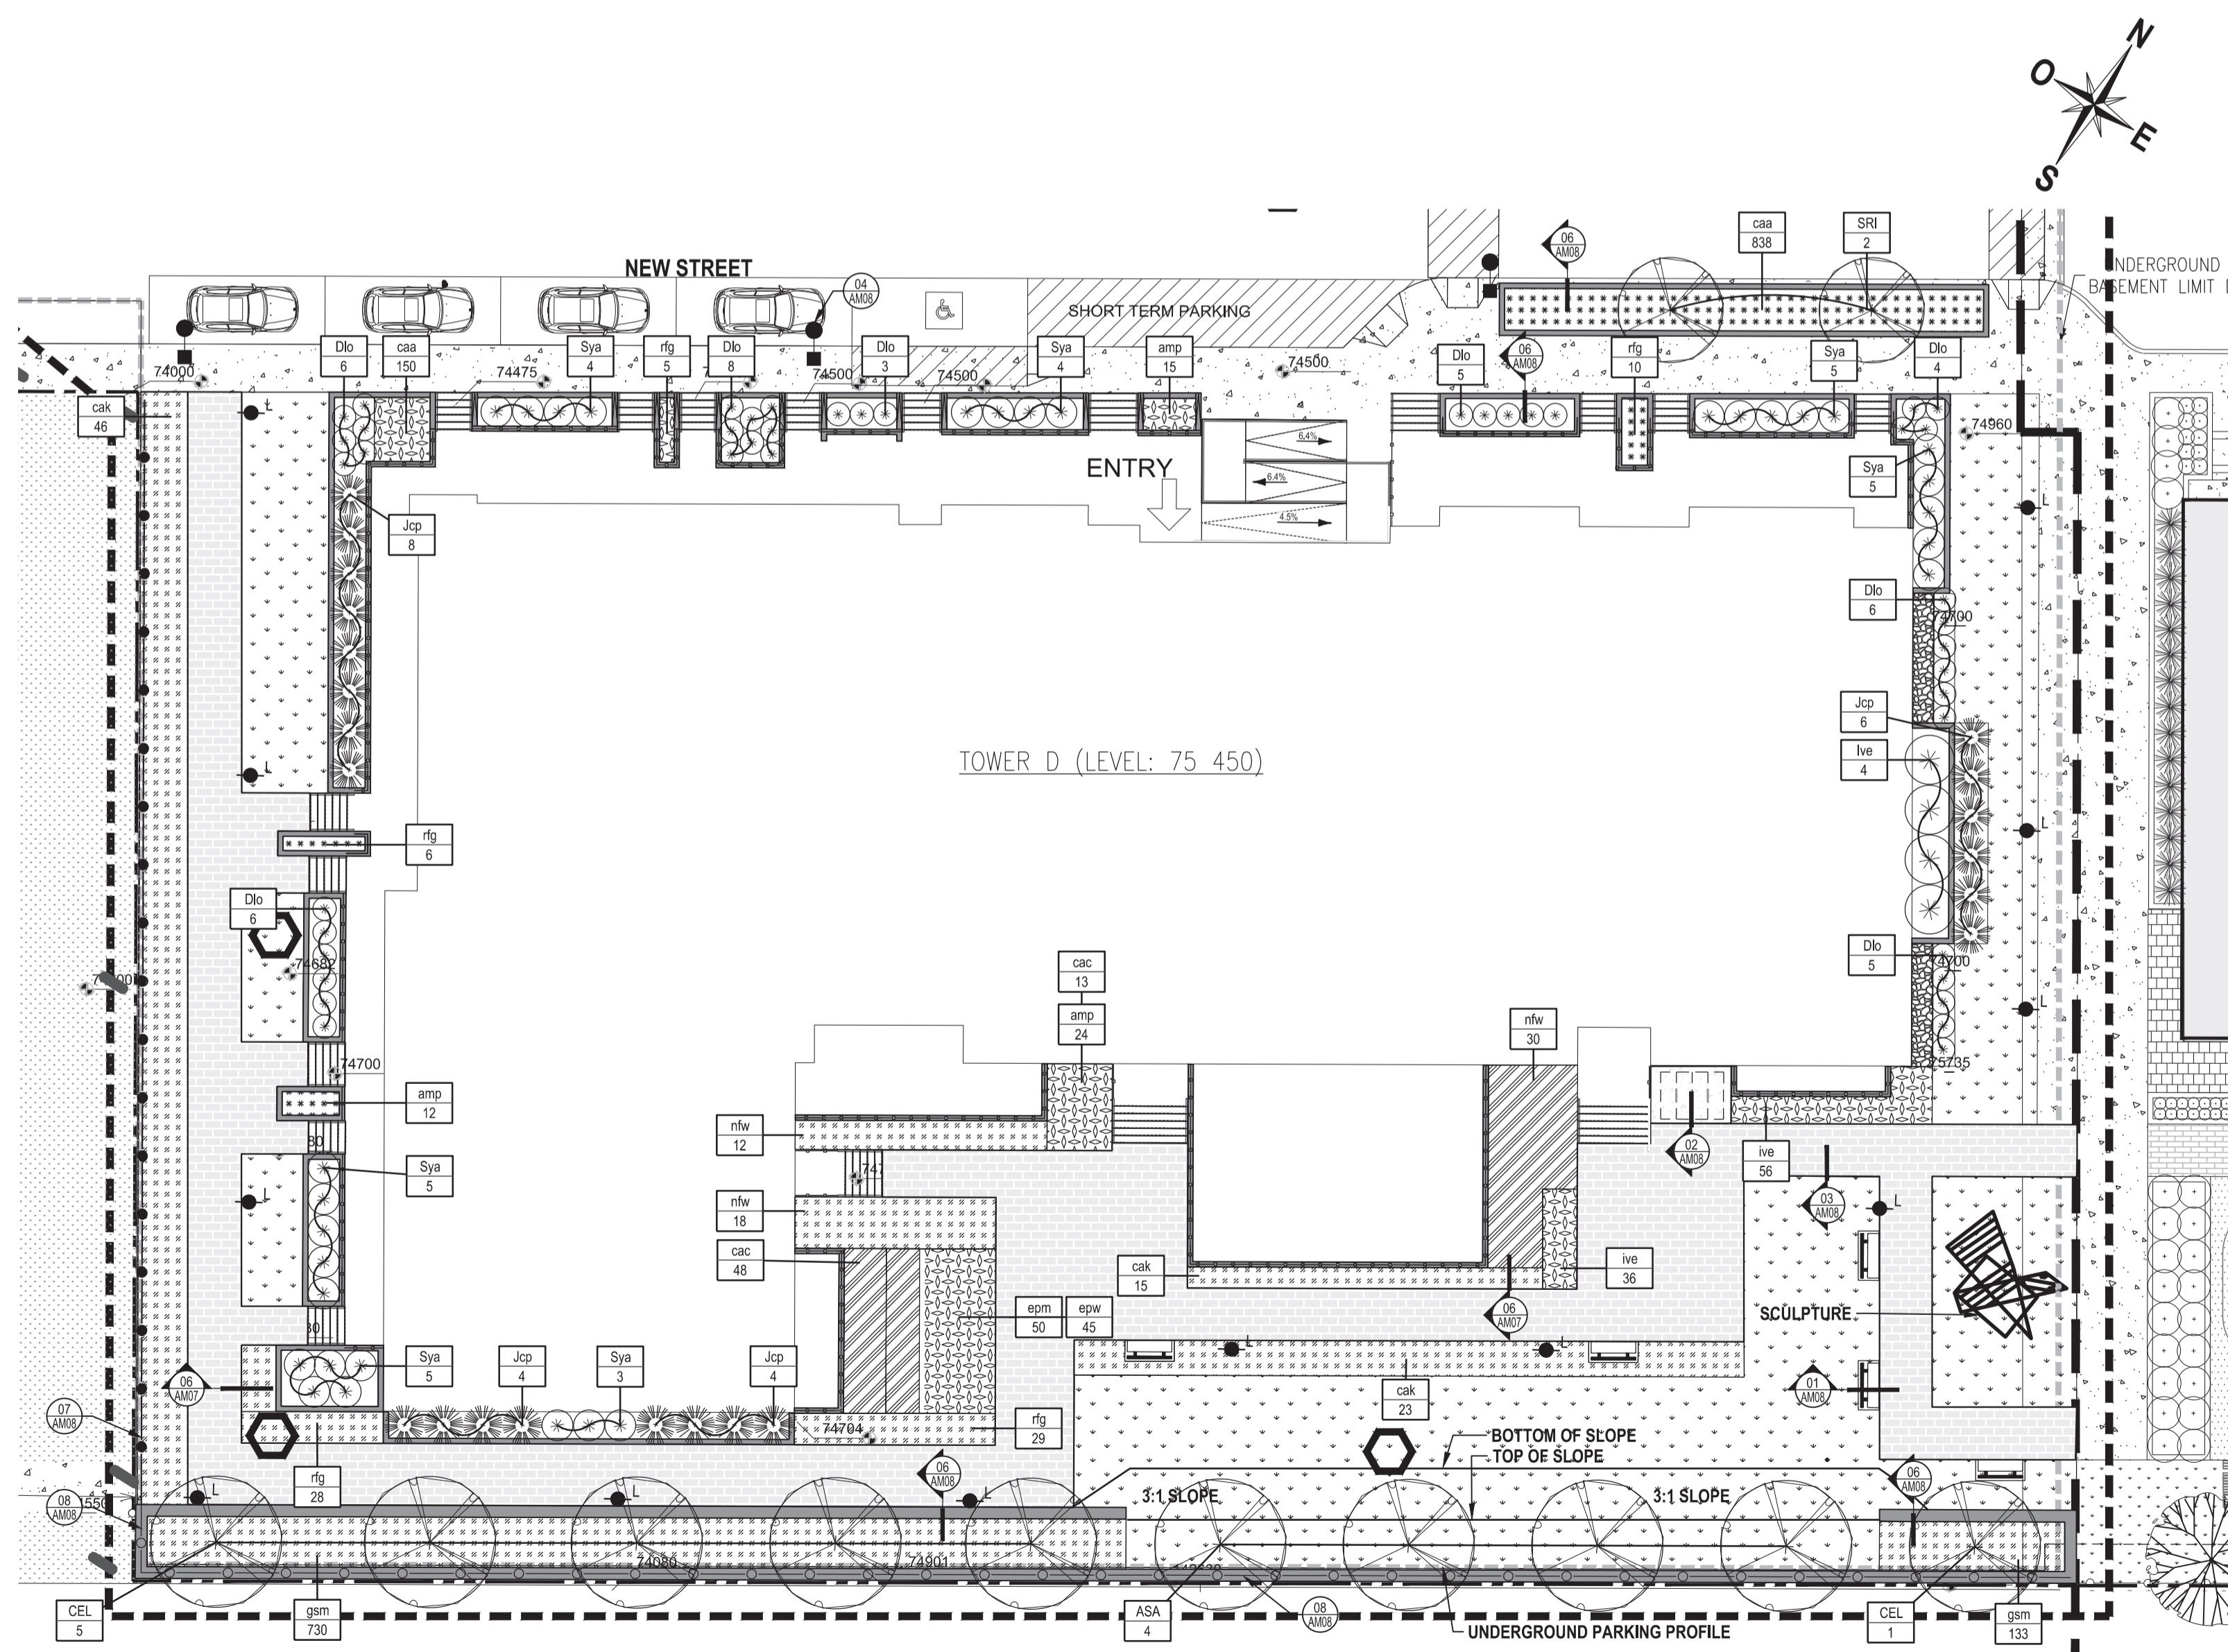 N
O
E
S
UNDERGROUND
BASEMENT LIMIT
NEW STREET
SHORT TERM PARKING
04
AM08
06
AM08
caa
838
SRI
2
Dlo
6
caa
150
Sya
4
rfg
5
Dlo
8
Dlo
3
Sya
4
amp
15
Dlo
5
06
AM08
rfg
10
Sya
5
Dlo
4
74000
74475
74500
74500
74500
74960
cak
46
L
ENTRY
6.4%
6.4%
4.5%
Jcp
8
Sya
5
L
Dlo
6
74700
TOWER D (LEVEL: 75 450)
L
Jcp
6
Ive
4
L
rfg
6
Dlo
6
74682
Dlo
5
74700
L
cac
13
amp
24
nfw
30
74700
75735
amp
12
nfw
12
02
AM08
ive
56
80
Sya
5
L
nfw
18
03
AM08
L
cac
48
cak
15
ive
36
epm
50
epw
45
06
AM07
SCULPTURE
Sya
5
Jcp
4
Sya
3
Jcp
4
L
L
06
AM07
cak
23
01
AM08
07
AM08
74704
rfg
29
BOTTOM OF SLOPE
TOP OF SLOPE
rfg
28
06
AM08
06
AM08
L
L
L
3:1 SLOPE
3:1 SLOPE
08
AM08
74080
74901
CEL
5
gsm
730
ASA
4
08
AM08
UNDERGROUND PARKING PROFILE
CEL
1
gsm
133